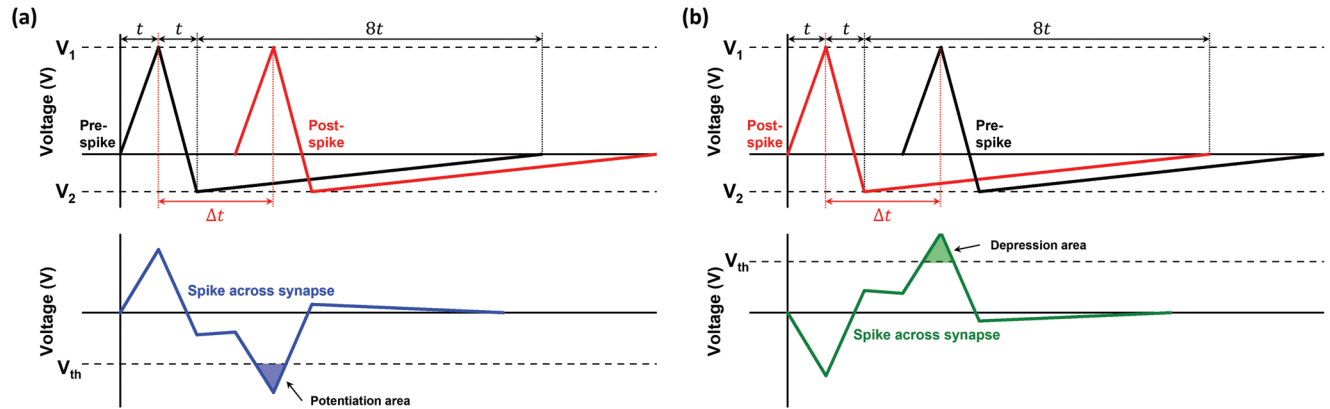 (a)
t
t
8t
V1
Voltage (V)
Pre-
spike
Post-
spike
V2
Δt
Voltage (V)
Spike across synapse
Vth
Potentiation area
(b)
t
t
8t
V1
Voltage (V)
Post-
spike
Pre-
spike
V2
Δt
Voltage (V)
Vth
Depression area
Spike across synapse